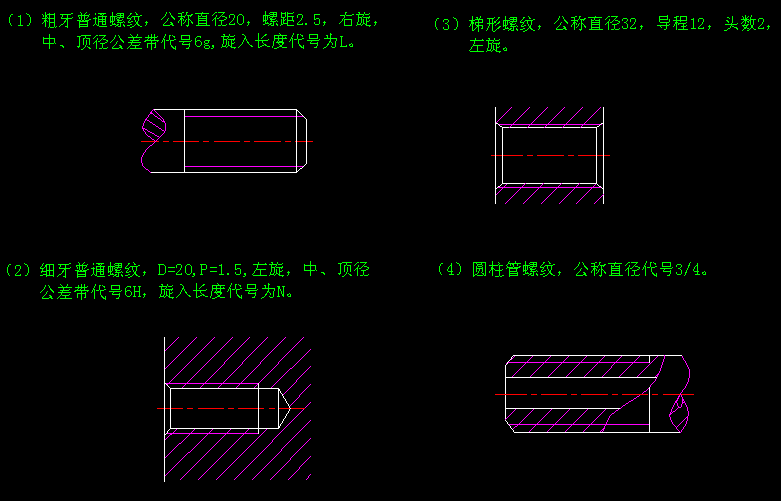 (1) 粗牙普通螺纹，公称直径20，螺距2.5，右旋，
中、顶径公差带代号6g,旋入长度代号为L。
(3) 梯形螺纹，公称直径32，导程12，头数2，
左旋。
(2) 细牙普通螺纹，D=20,P=1.5,左旋，中、顶径
公差带代号6H，旋入长度代号为N。
(4) 圆柱管螺纹，公称直径代号3/4。